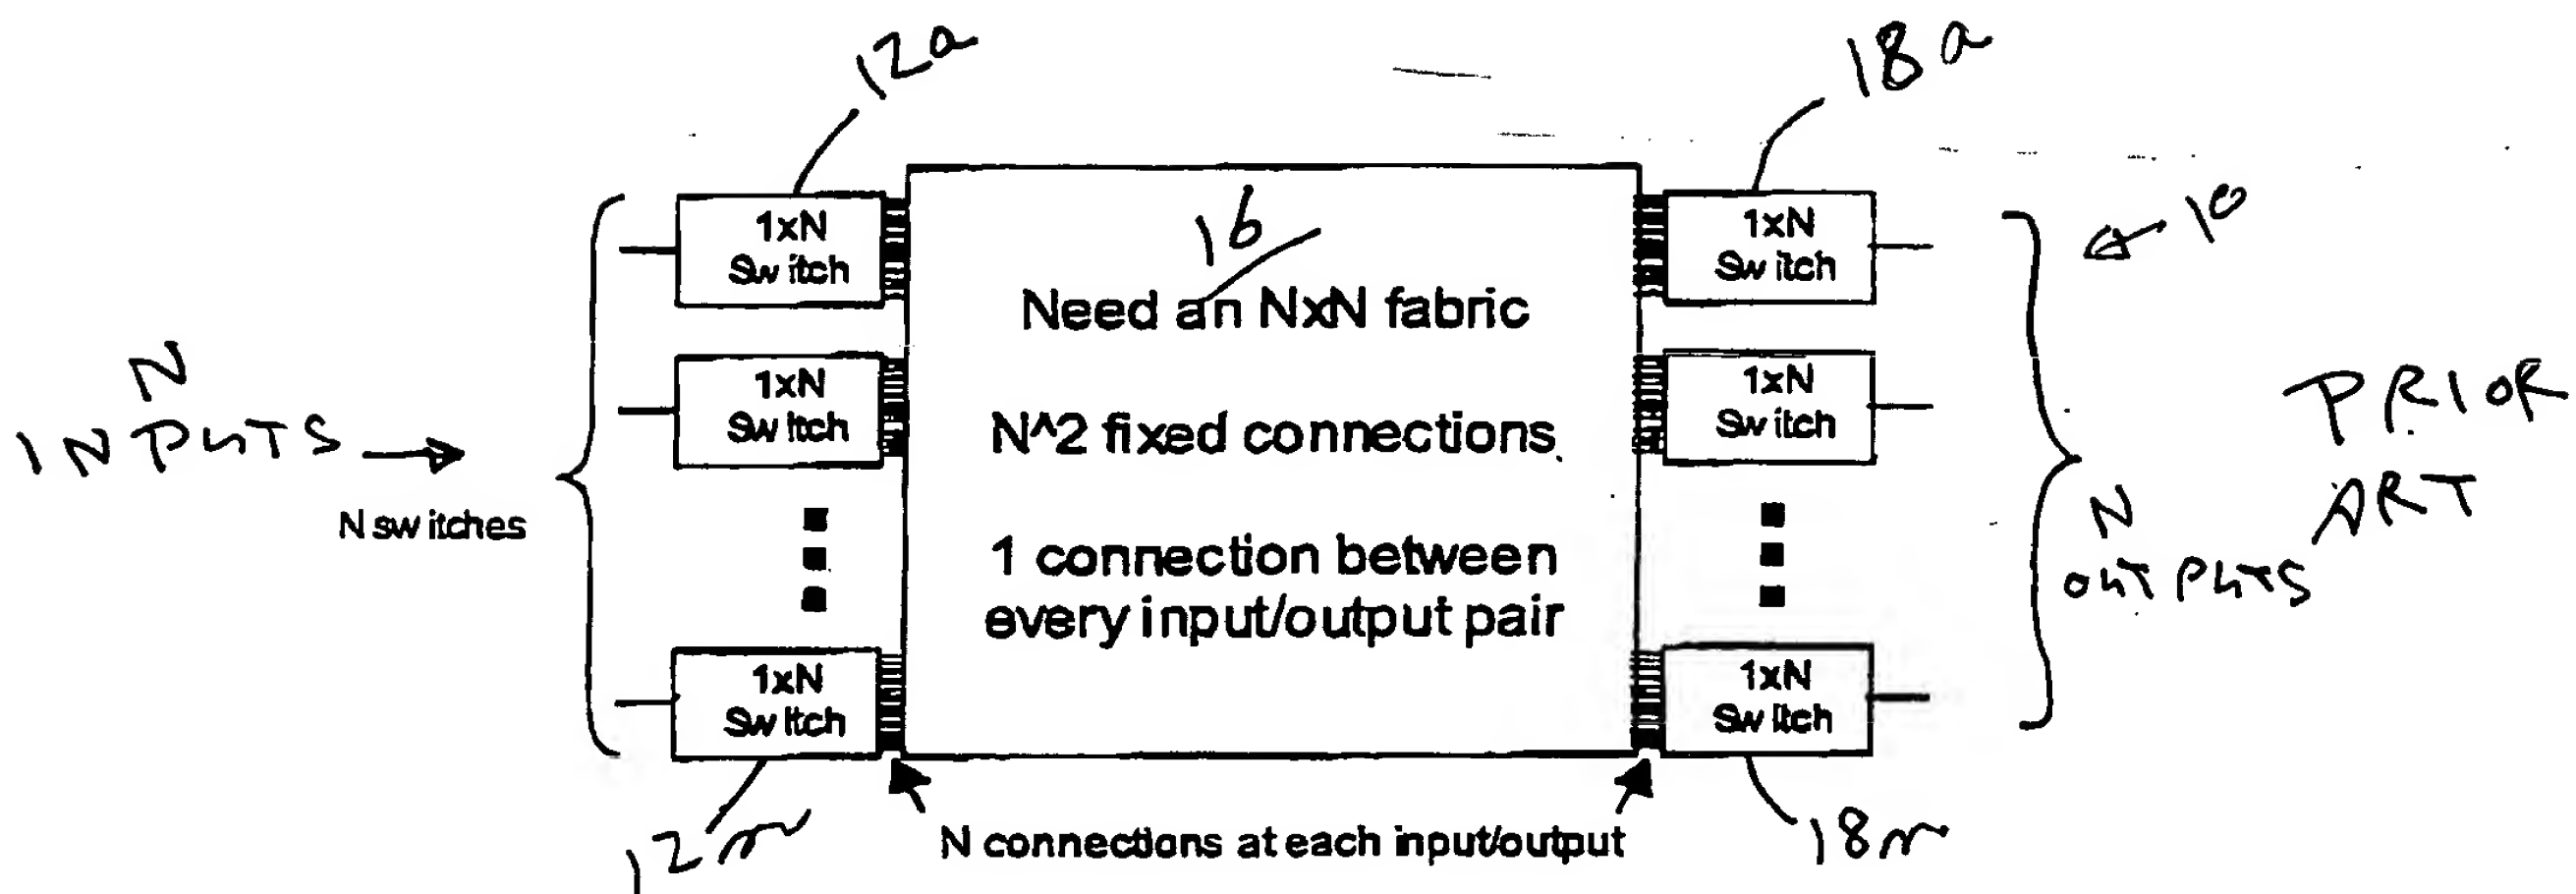 12a
18a
10
1xN
Switch
1xN
Switch
16
Need an NxN fabric
N
INPUTS
1xN
Switch
1xN
Switch
N^2 fixed connections
PRIOR
ART
N switches
N
OUTPUTS
1 connection between
every input/output pair
1xN
Switch
1xN
Switch
12n
N connections at each input/output
18n